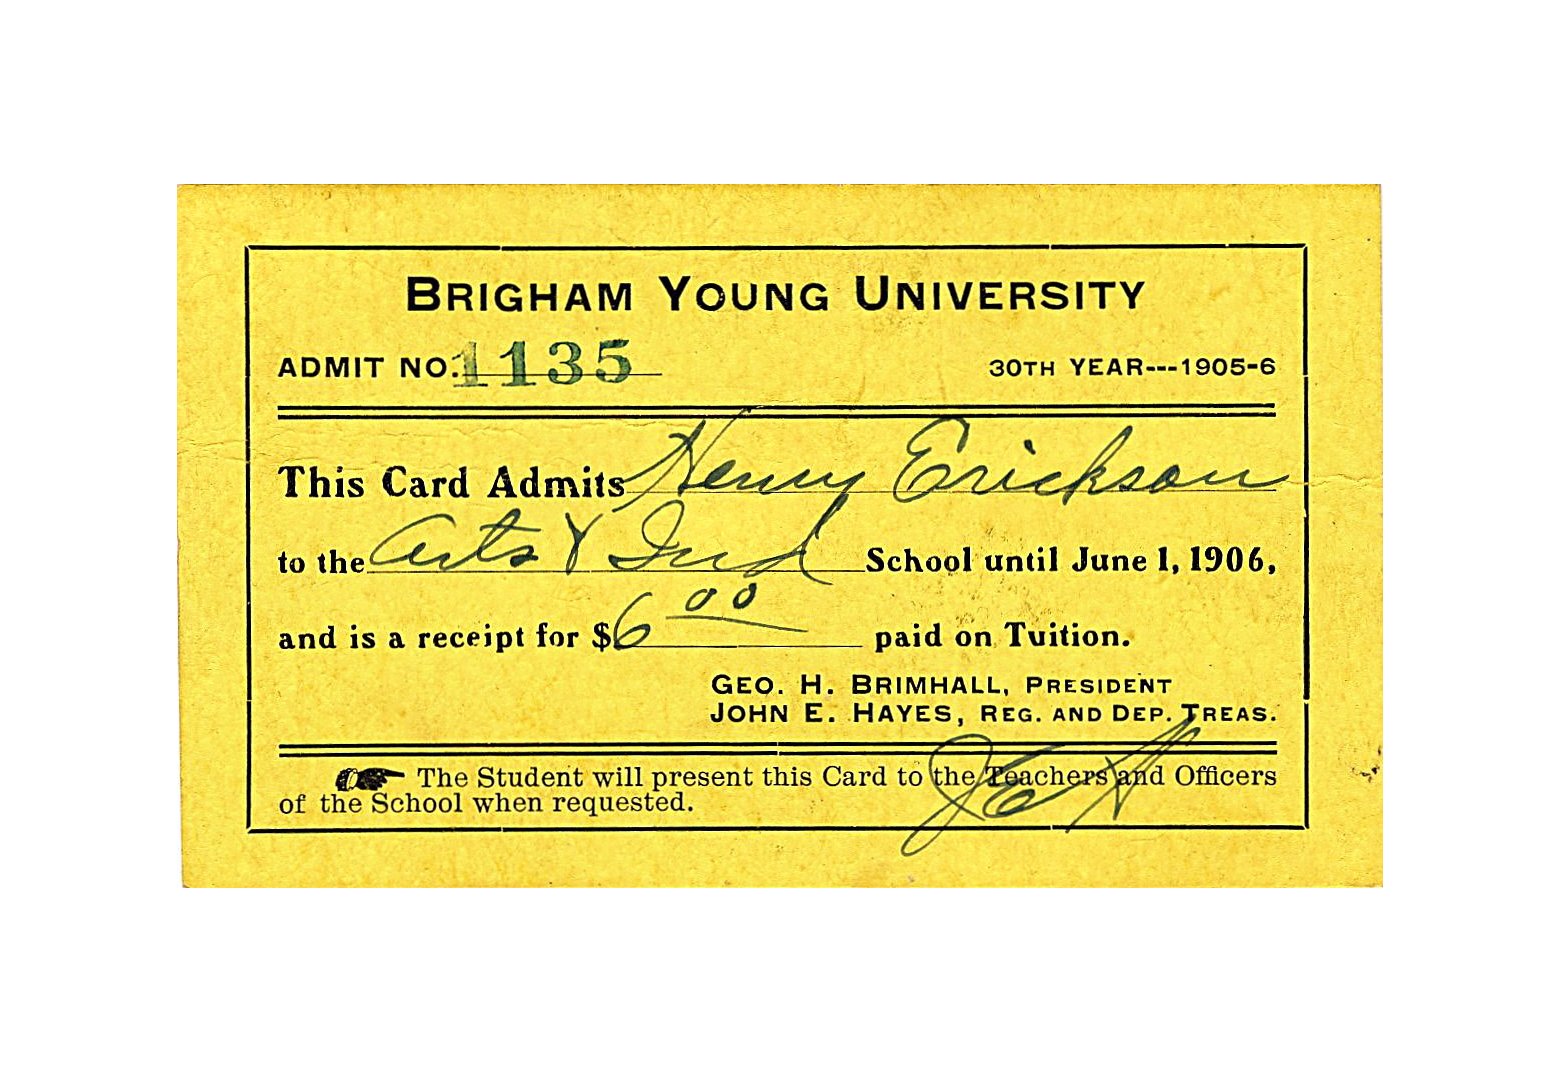 BRIGHAM YOUNG UNIVERSITY
ADMIT NO. 1135 30TH YEAR---1905-6
This Card Admits Henry Erickson
to the Arts & Ind School until June 1, 1906,
and is a receipt for $6 00 paid on Tuition.
GEO. H. BRIMHALL, PRESIDENT
JOHN E. HAYES, REG. AND DEP. TREAS.
The Student will present this Card to the Teachers and Officers
of the School when requested.
JEH